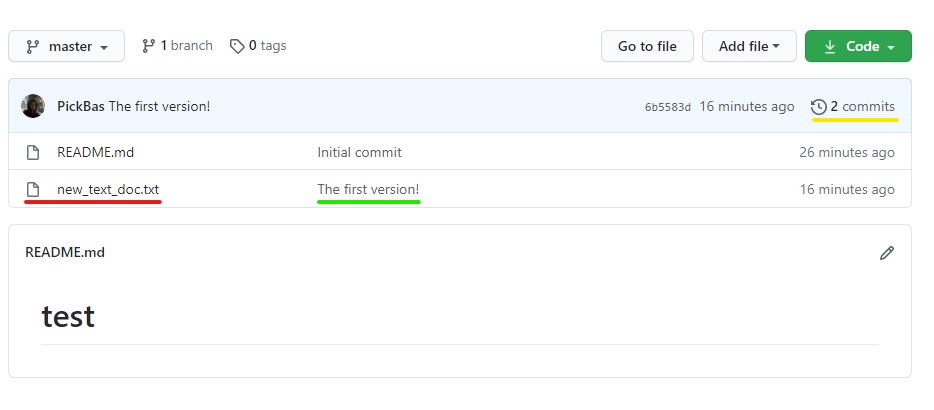 master 1 branch 0 tags Go to file Add file Code
PickBas The first version! 6b5583d 16 minutes ago 2 commits
README.md Initial commit 26 minutes ago
new_text_doc.txt The first version! 16 minutes ago
README.md
test